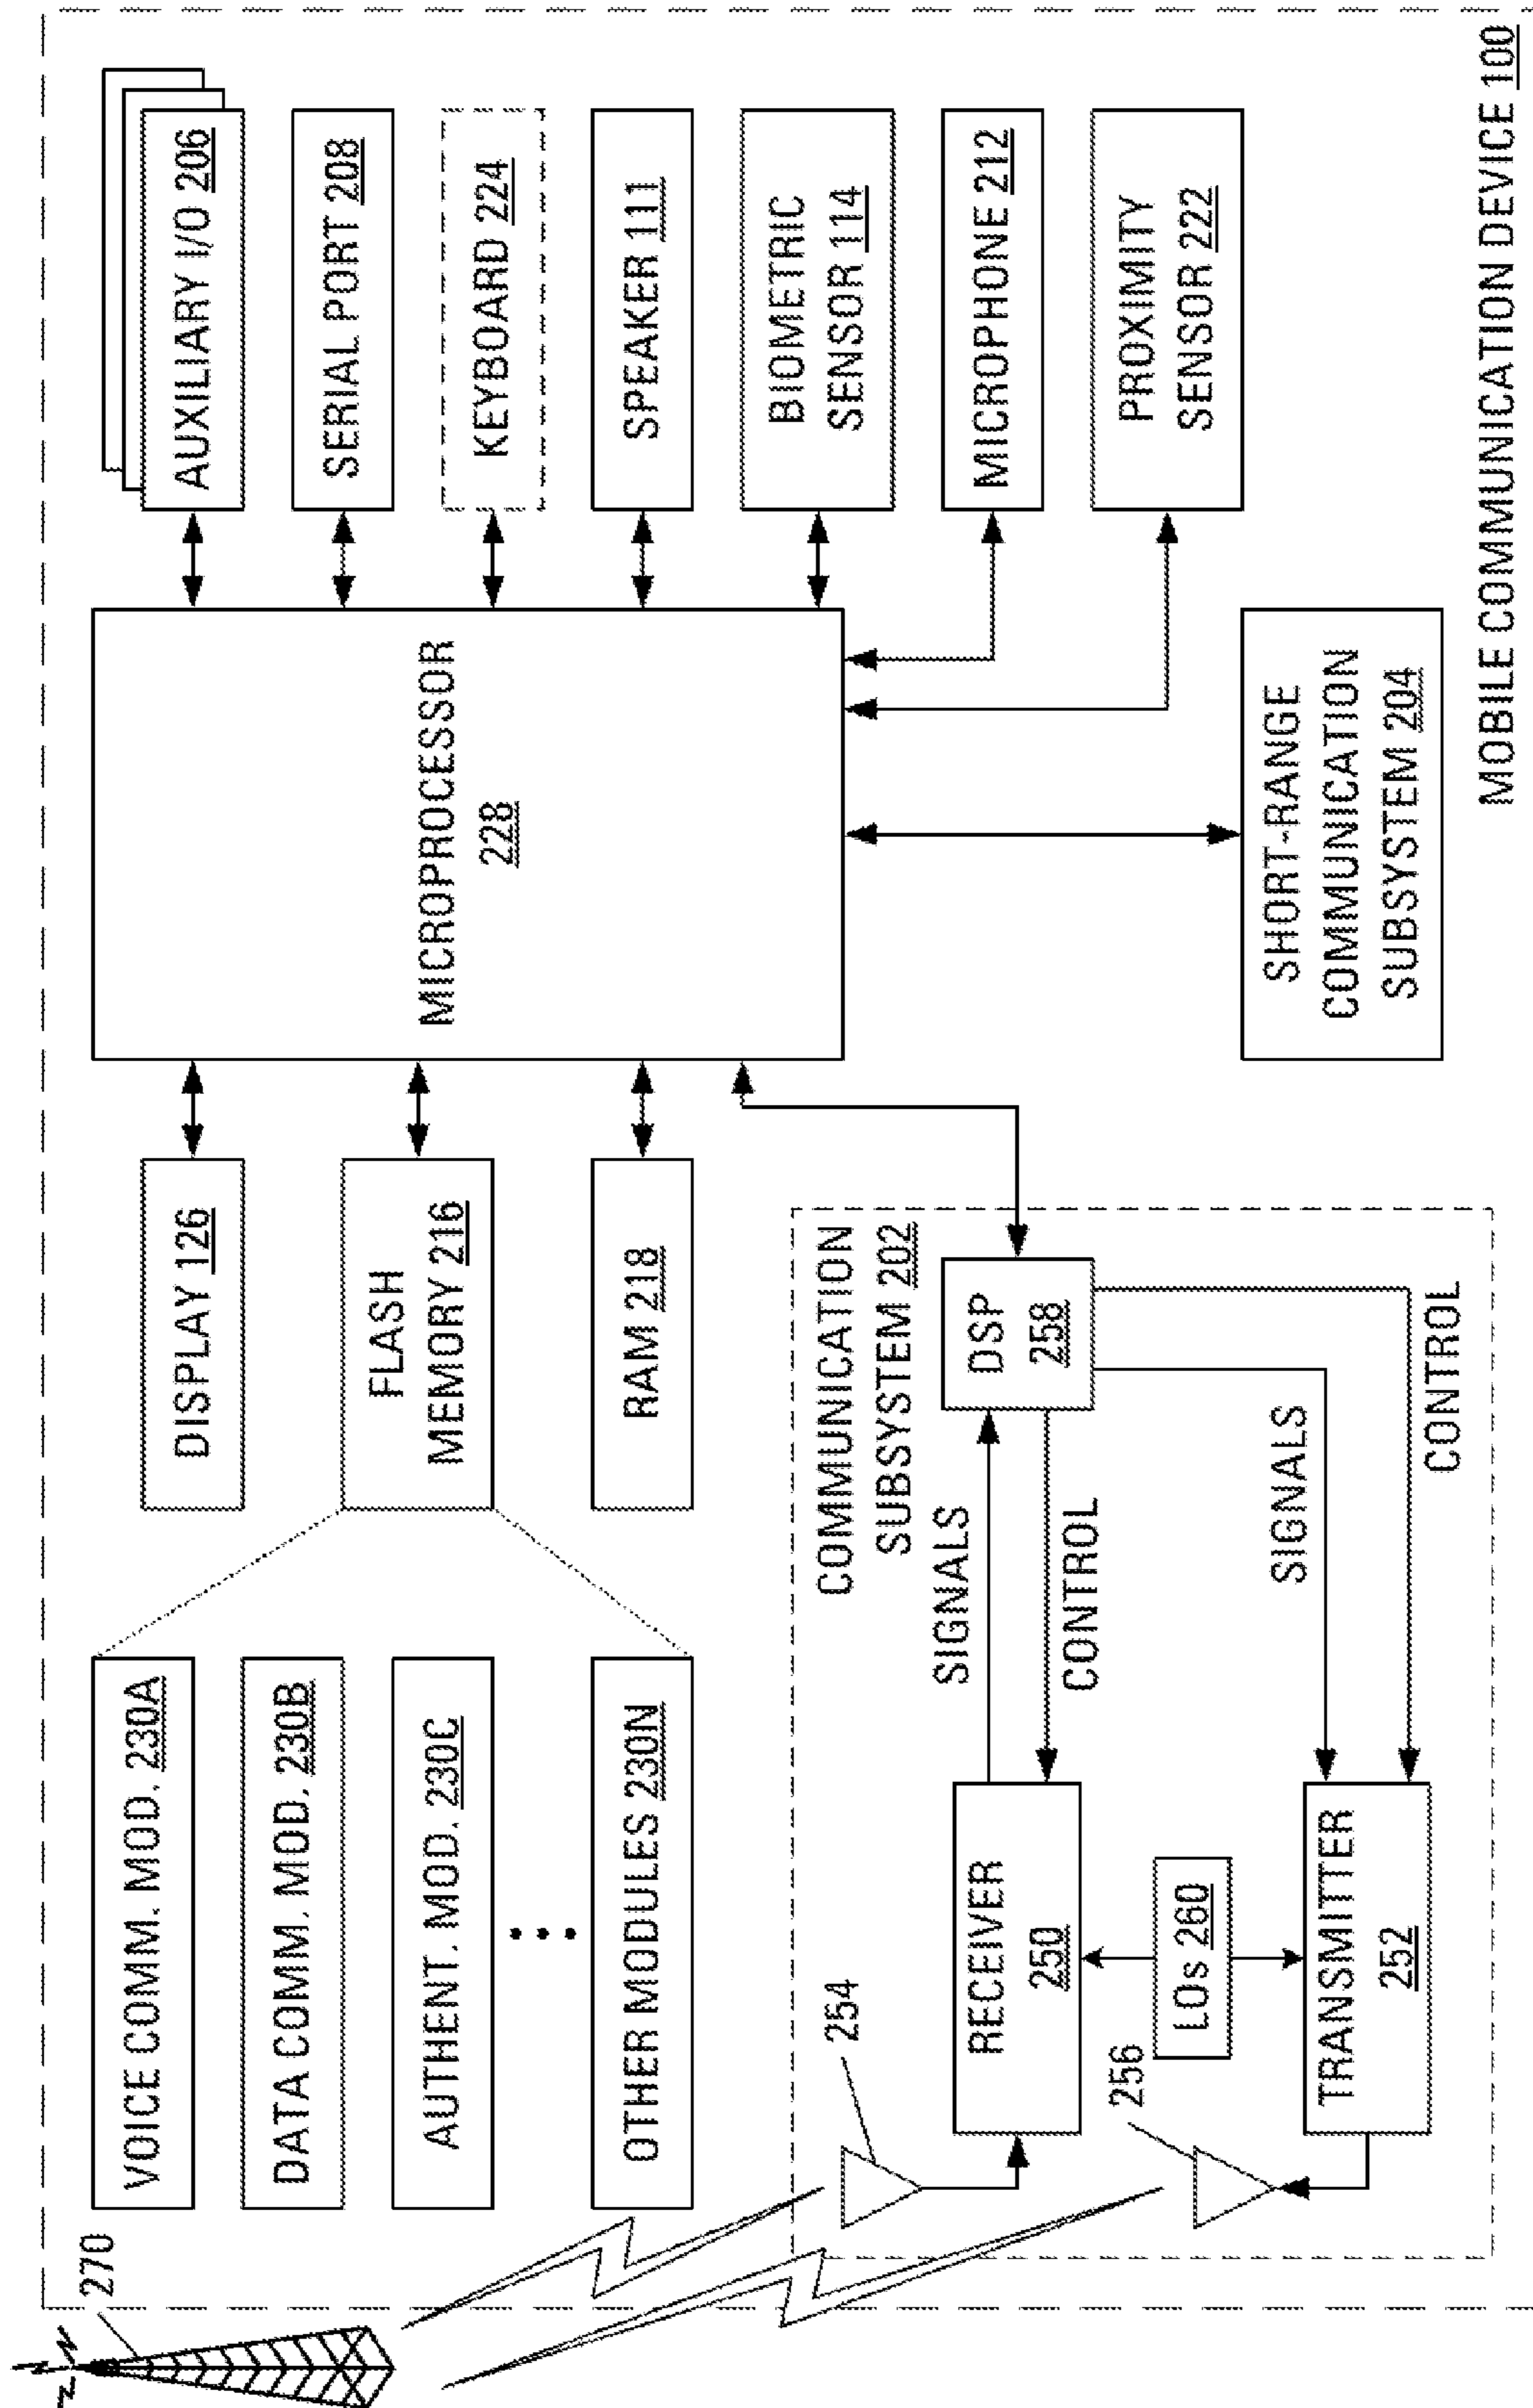 270
VOICE COMM. MOD. 230A
DATA COMM. MOD. 230B
AUTHENT. MOD. 230C
OTHER MODULES 230N
DISPLAY 126
FLASH
MEMORY 216
RAM 218
MICROPROCESSOR
228
AUXILIARY I/O 206
SERIAL PORT 208
KEYBOARD 224
SPEAKER 111
BIOMETRIC
SENSOR 114
MICROPHONE 212
PROXIMITY
SENSOR 222
SHORT-RANGE
COMMUNICATION
SUBSYSTEM 204
COMMUNICATION
SUBSYSTEM 202
254
RECEIVER
250
SIGNALS
CONTROL
DSP
258
256
LOs 260
TRANSMITTER
252
SIGNALS
CONTROL
MOBILE COMMUNICATION DEVICE 100